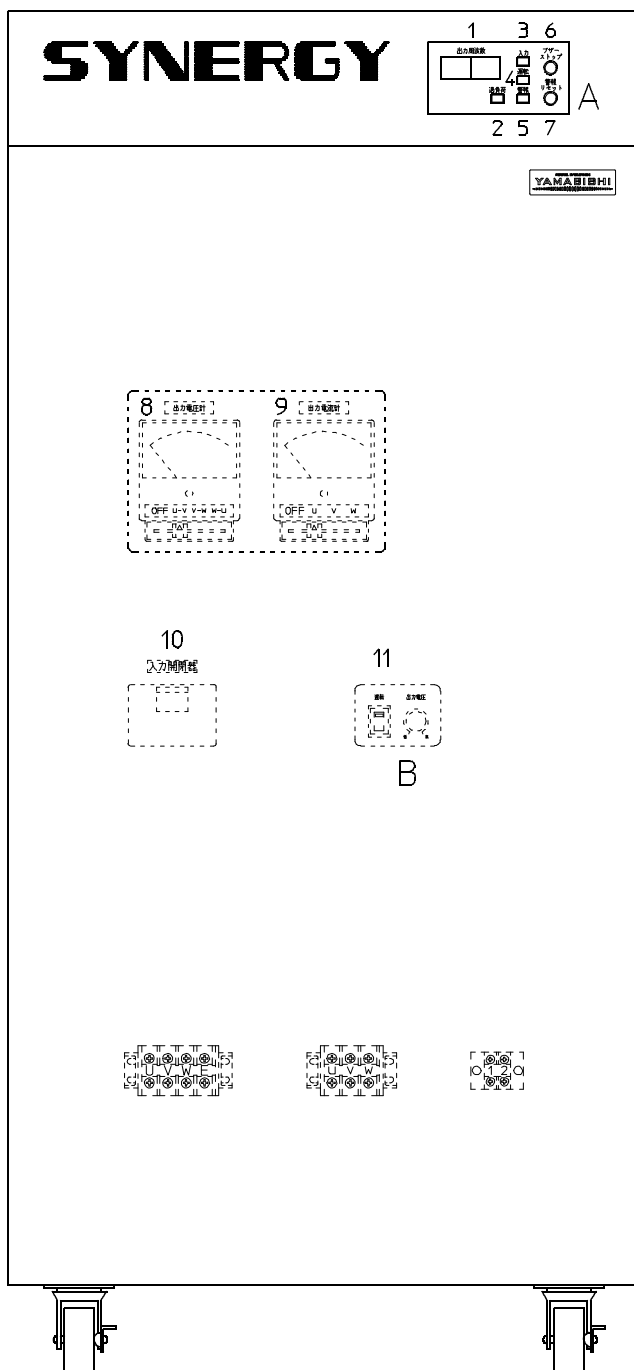 SYNERGY
1 3 6
出力周波数
入力
ブザー
ストップ
4
運転
過負荷
警報
警報
リセット
A
2 5 7
YAMABISHI
8 出力電圧計
9 出力電流計
OFF U-V V-W W-U
OFF U V W
10
入力開閉器
11
運転 出力電圧
B
U V W E
U V W
1 2